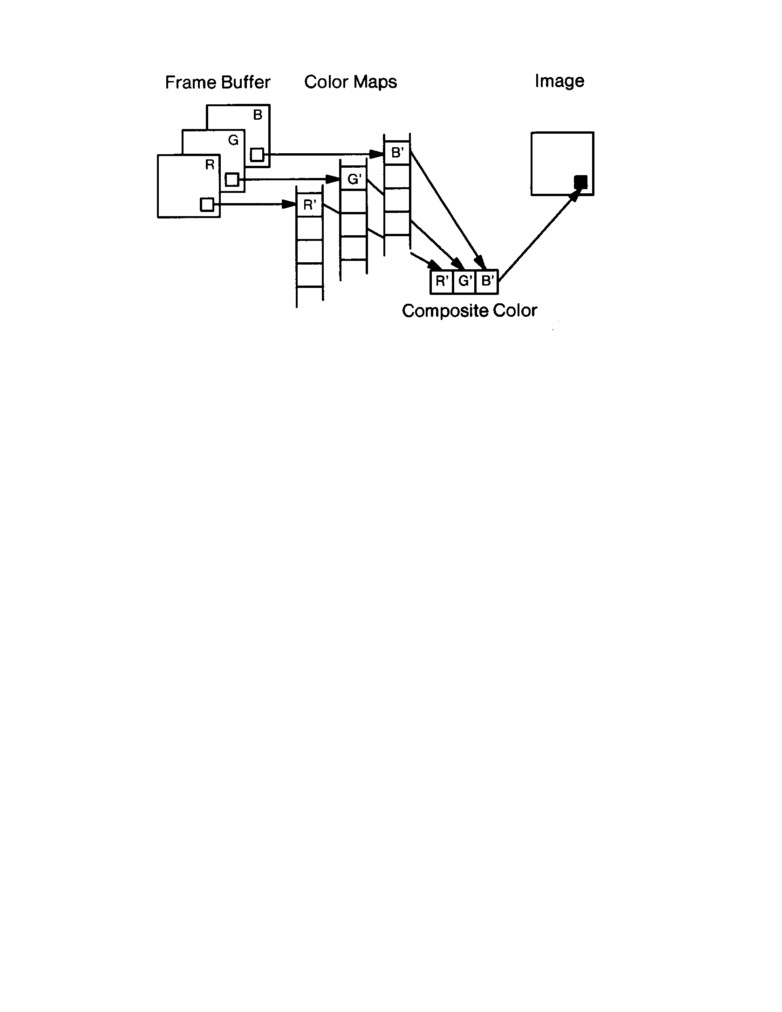 Frame Buffer Color Maps Image
B
G
R
B'
G'
R'
R' G' B'
Composite Color